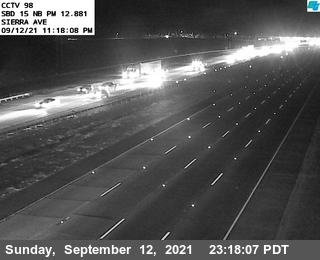 CCTV 98
SBD 15 NB PM 12.881
SIERRA AVE
09/12/21 11:18:08 PM
Sunday, September 12, 2021 23:18:07 PDT